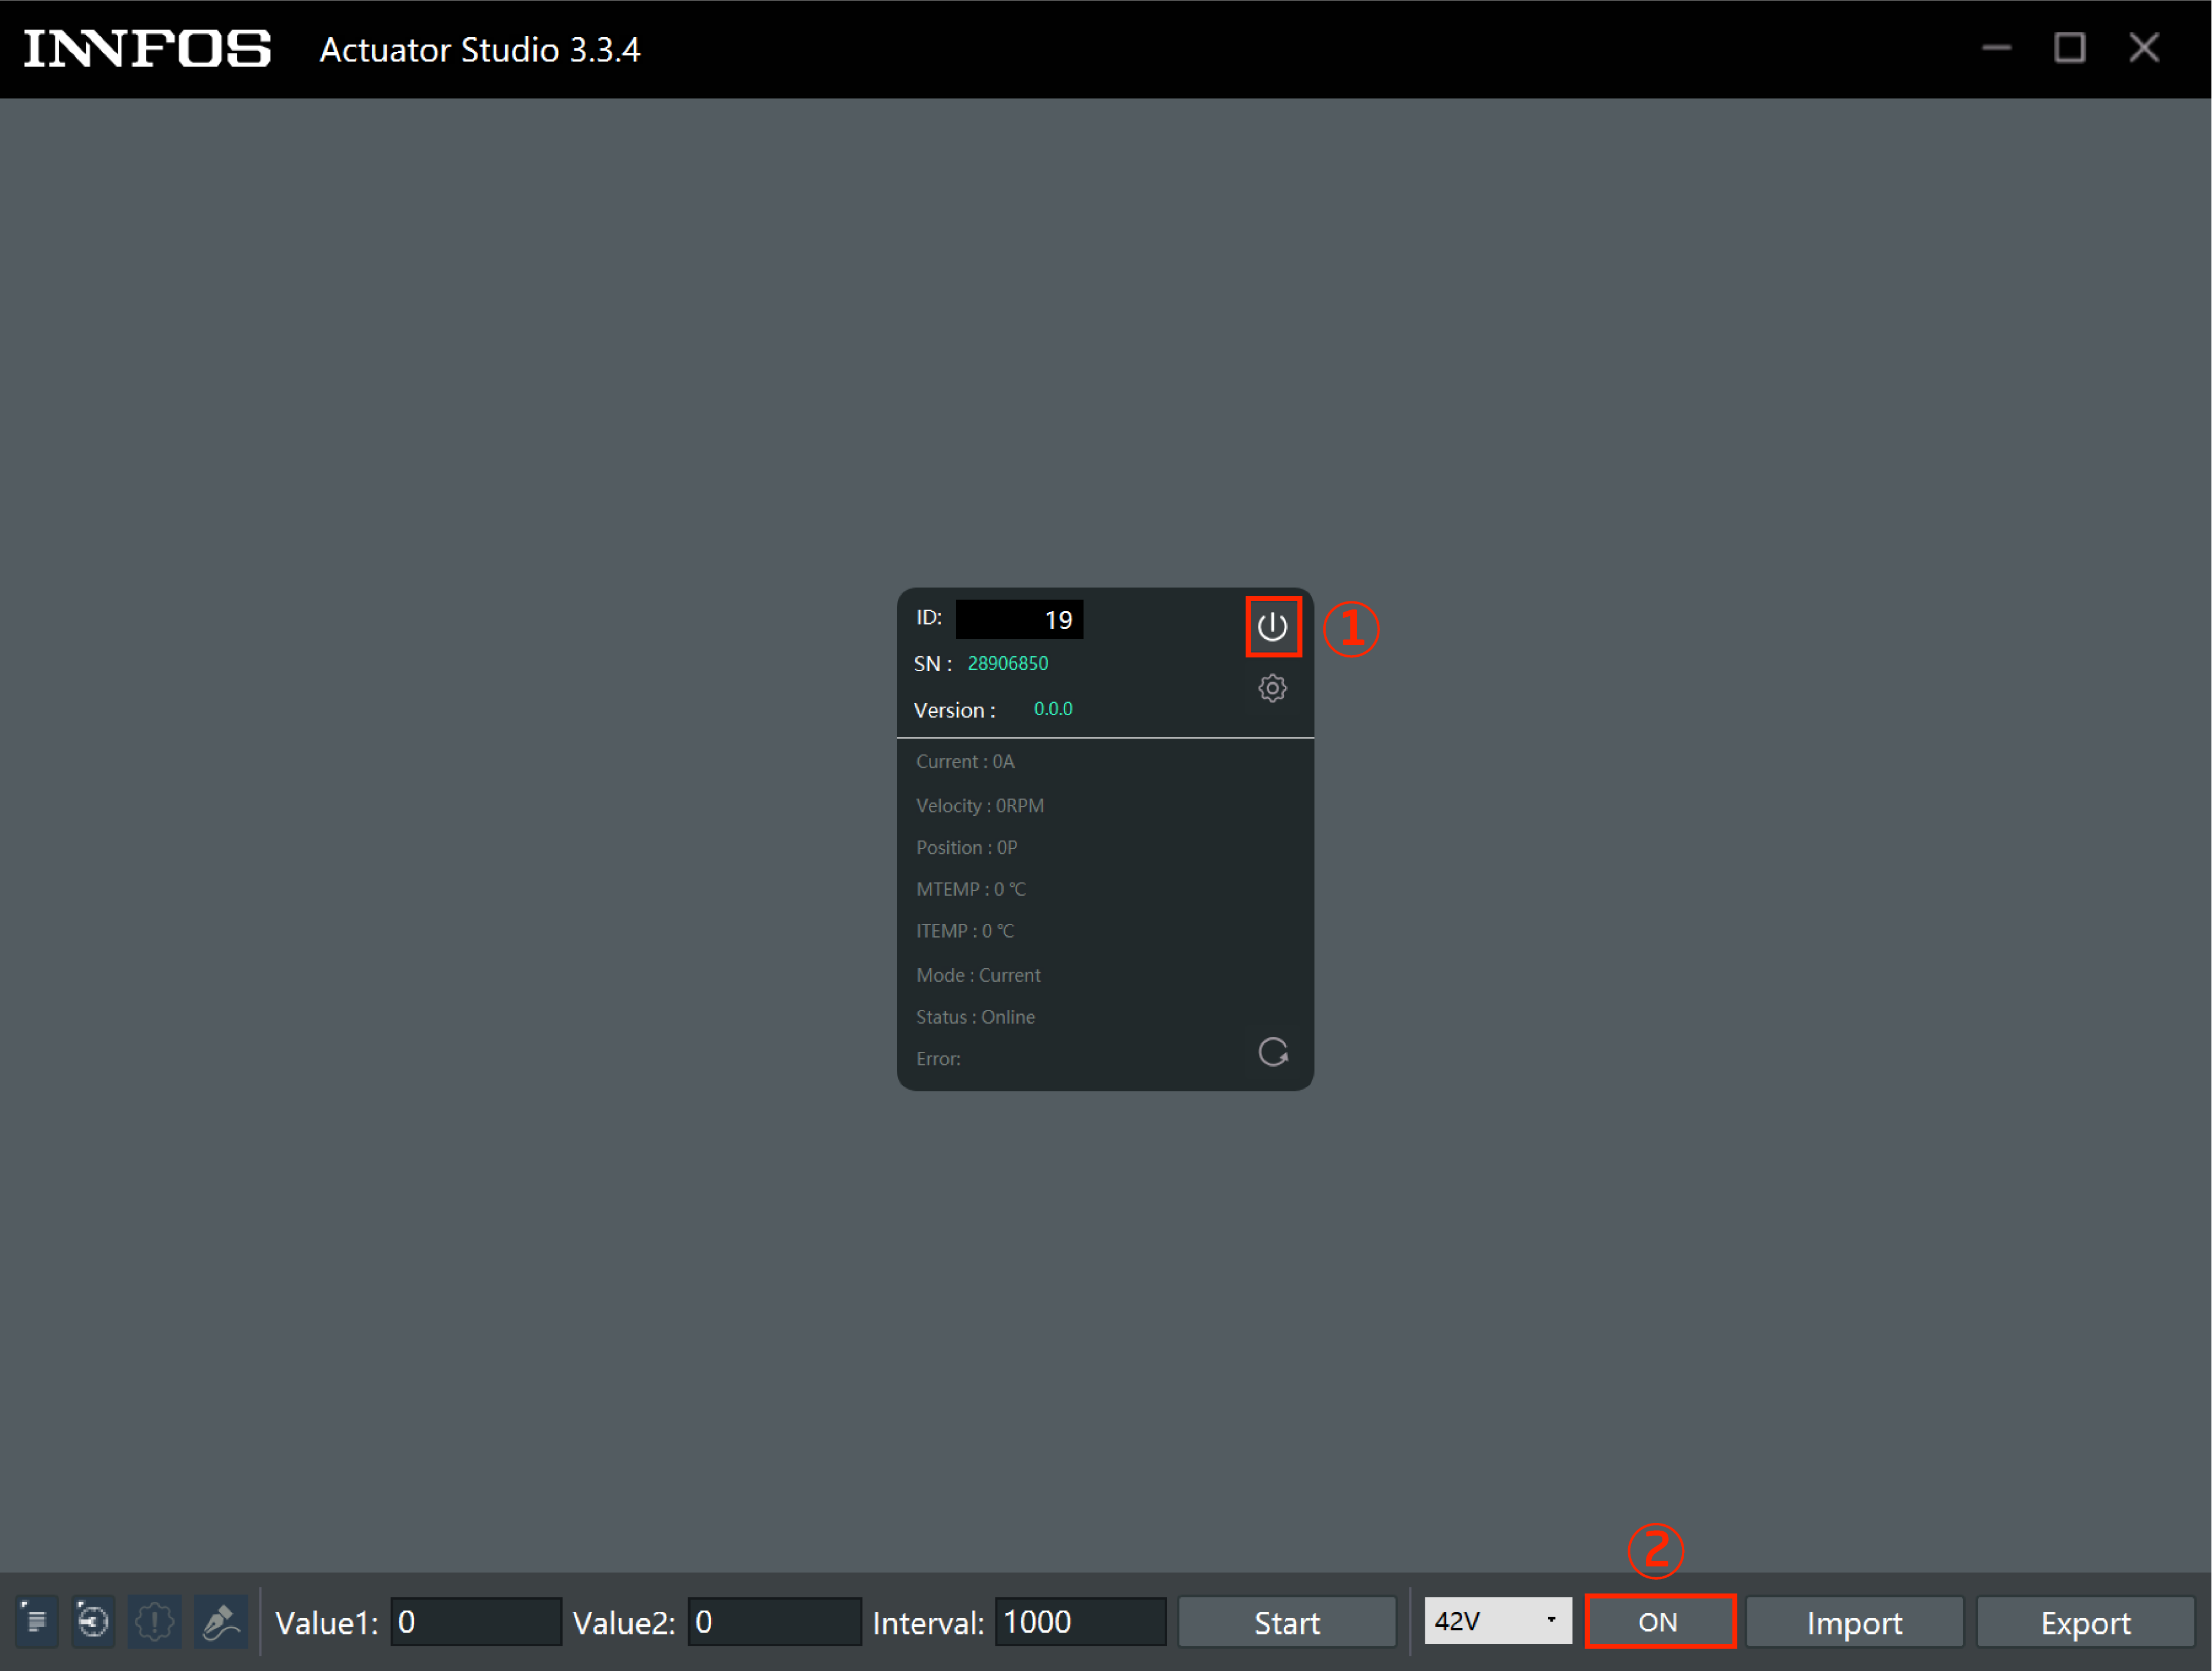 INNFOS Actuator Studio 3.3.4
ID: 19
①
SN : 28906850
Version : 0.0.0
Current : 0A
Velocity : 0RPM
Position : 0P
MTEMP : 0 ℃
ITEMP : 0 ℃
Mode : Current
Status : Online
Error:
②
Value1: 0 Value2: 0 Interval: 1000 Start 42V ON Import Export